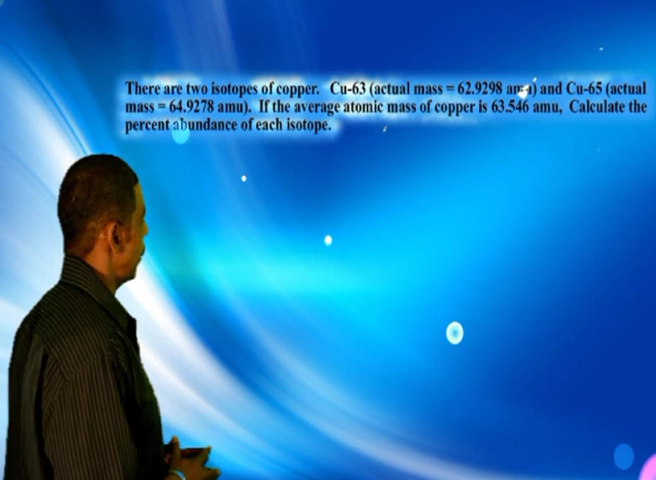 There are two isotopes of copper. Cu-63 (actual mass = 62.9298 amu) and Cu-65 (actual
mass = 64.9278 amu). If the average atomic mass of copper is 63.546 amu, Calculate the
percent abundance of each isotope.